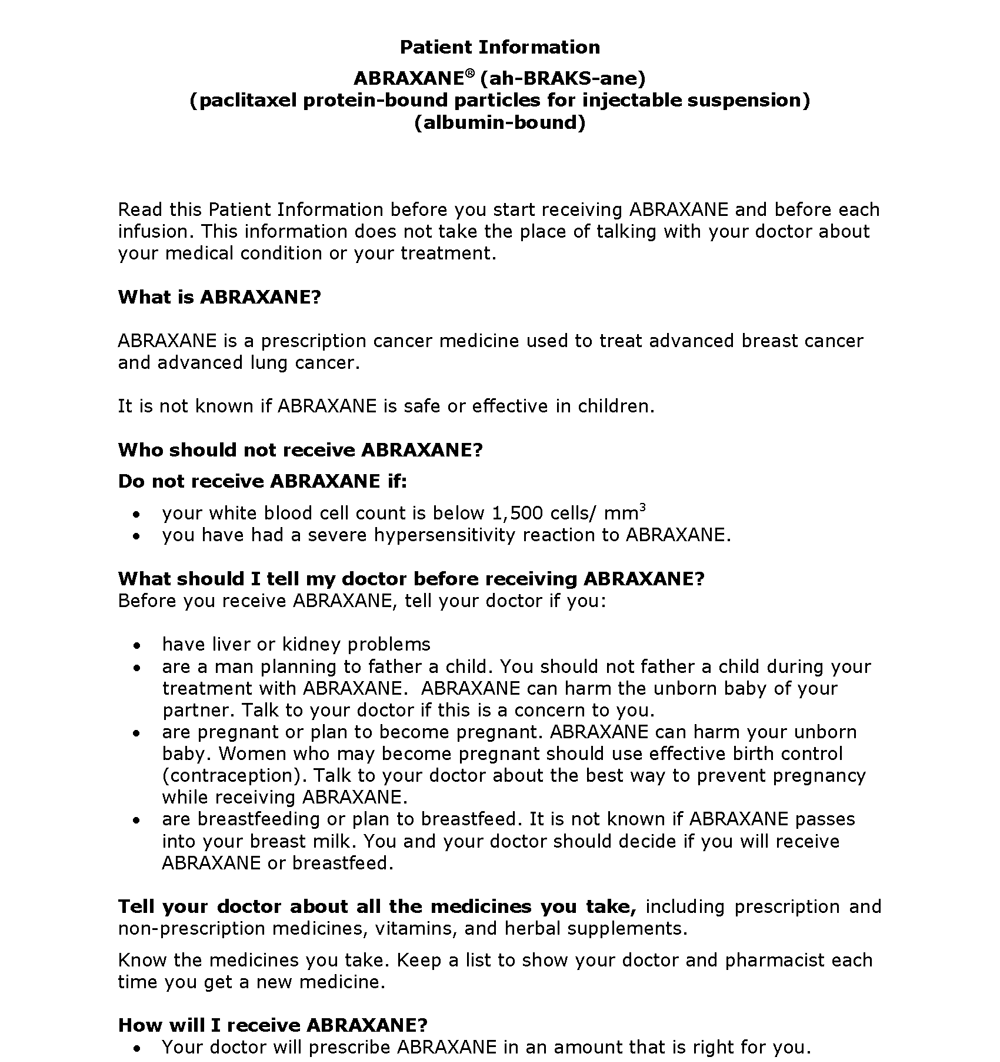 Patient Information
ABRAXANE® (ah-BRAKS-ane)
(paclitaxel protein-bound particles for injectable suspension)
(albumin-bound)
Read this Patient Information before you start receiving ABRAXANE and before each
infusion. This information does not take the place of talking with your doctor about
your medical condition or your treatment.
What is ABRAXANE?
ABRAXANE is a prescription cancer medicine used to treat advanced breast cancer
and advanced lung cancer.
It is not known if ABRAXANE is safe or effective in children.
Who should not receive ABRAXANE?
Do not receive ABRAXANE if:
• your white blood cell count is below 1,500 cells/ mm³
• you have had a severe hypersensitivity reaction to ABRAXANE.
What should I tell my doctor before receiving ABRAXANE?
Before you receive ABRAXANE, tell your doctor if you:
• have liver or kidney problems
• are a man planning to father a child. You should not father a child during your
treatment with ABRAXANE.  ABRAXANE can harm the unborn baby of your
partner. Talk to your doctor if this is a concern to you.
• are pregnant or plan to become pregnant. ABRAXANE can harm your unborn
baby. Women who may become pregnant should use effective birth control
(contraception). Talk to your doctor about the best way to prevent pregnancy
while receiving ABRAXANE.
• are breastfeeding or plan to breastfeed. It is not known if ABRAXANE passes
into your breast milk. You and your doctor should decide if you will receive
ABRAXANE or breastfeed.
Tell your doctor about all the medicines you take, including prescription and
non-prescription medicines, vitamins, and herbal supplements.
Know the medicines you take. Keep a list to show your doctor and pharmacist each
time you get a new medicine.
How will I receive ABRAXANE?
• Your doctor will prescribe ABRAXANE in an amount that is right for you.